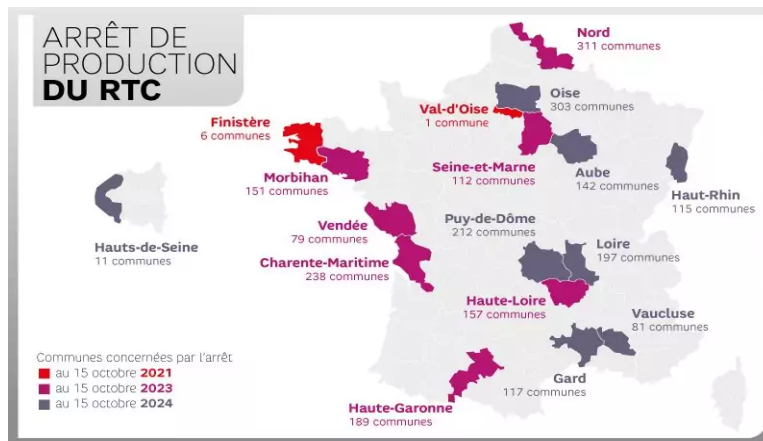 ARRÊT DE
PRODUCTION
DU RTC
Nord
311 communes
Oise
303 communes
Val-d'Oise
1 commune
Finistère
6 communes
Morbihan
151 communes
Seine-et-Marne
112 communes
Aube
142 communes
Haut-Rhin
115 communes
Hauts-de-Seine
11 communes
Vendée
79 communes
Puy-de-Dôme
212 communes
Loire
197 communes
Charente-Maritime
238 communes
Haute-Loire
157 communes
Vaucluse
81 communes
Gard
117 communes
Haute-Garonne
189 communes
Communes concernées par l'arrêt
au 15 octobre 2021
au 15 octobre 2023
au 15 octobre 2024